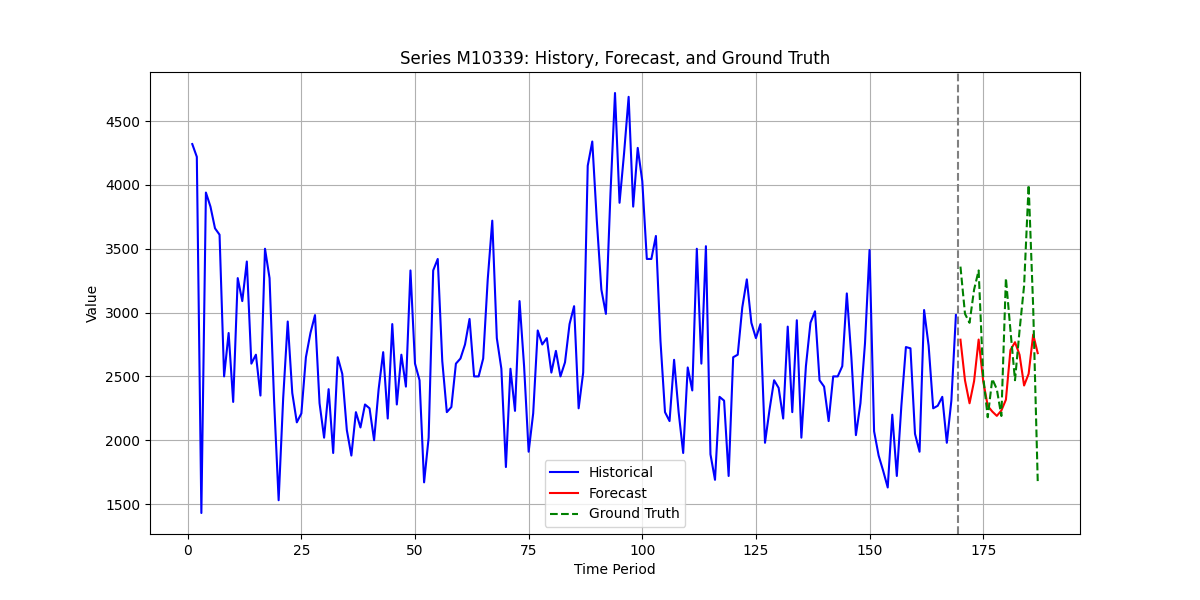 Series M10339: History, Forecast, and Ground Truth
Value
4500
4000
3500
3000
2500
2000
1500
Historical
Forecast
Ground Truth
0 25 50 75 100 125 150 175
Time Period